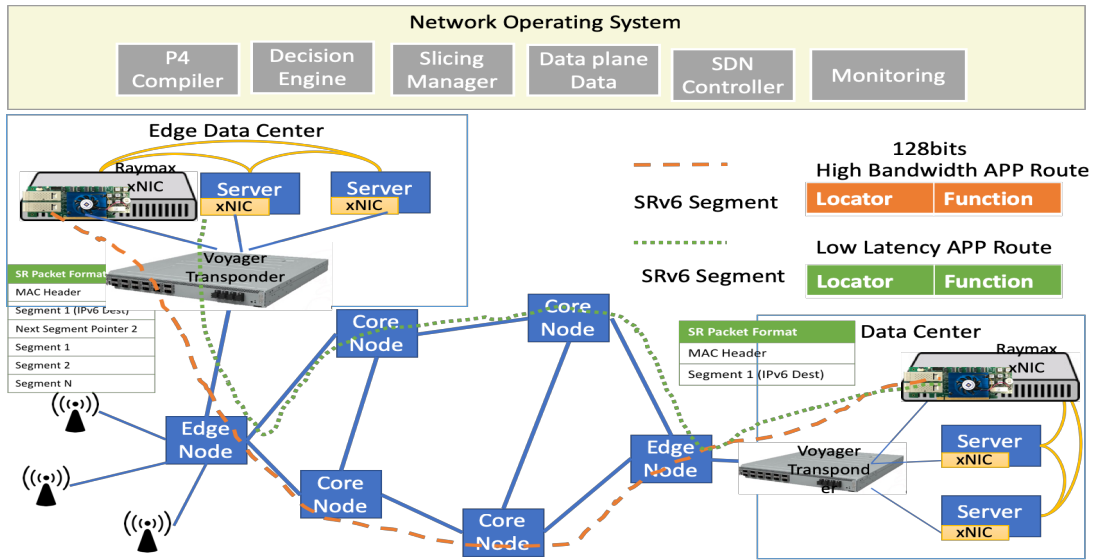 Network Operating System
P4
Compiler
Decision
Engine
Slicing
Manager
Data plane
Data
SDN
Controller
Monitoring
Edge Data Center
Raymax
xNIC
Server
xNIC
Server
xNIC
Voyager
Transponder
SR Packet Format
MAC Header
Segment 1 (IPv6 Dest)
Next Segment Pointer 2
Segment 1
Segment 2
Segment N
128bits
High Bandwidth APP Route
SRv6 Segment
Locator
Function
Low Latency APP Route
SRv6 Segment
Locator
Function
Core
Node
Core
Node
Edge
Node
Core
Node
Core
Node
Edge
Node
SR Packet Format
MAC Header
Segment 1 (IPv6 Dest)
Data Center
Raymax
xNIC
Voyager
Transpond
er
Server
xNIC
Server
xNIC